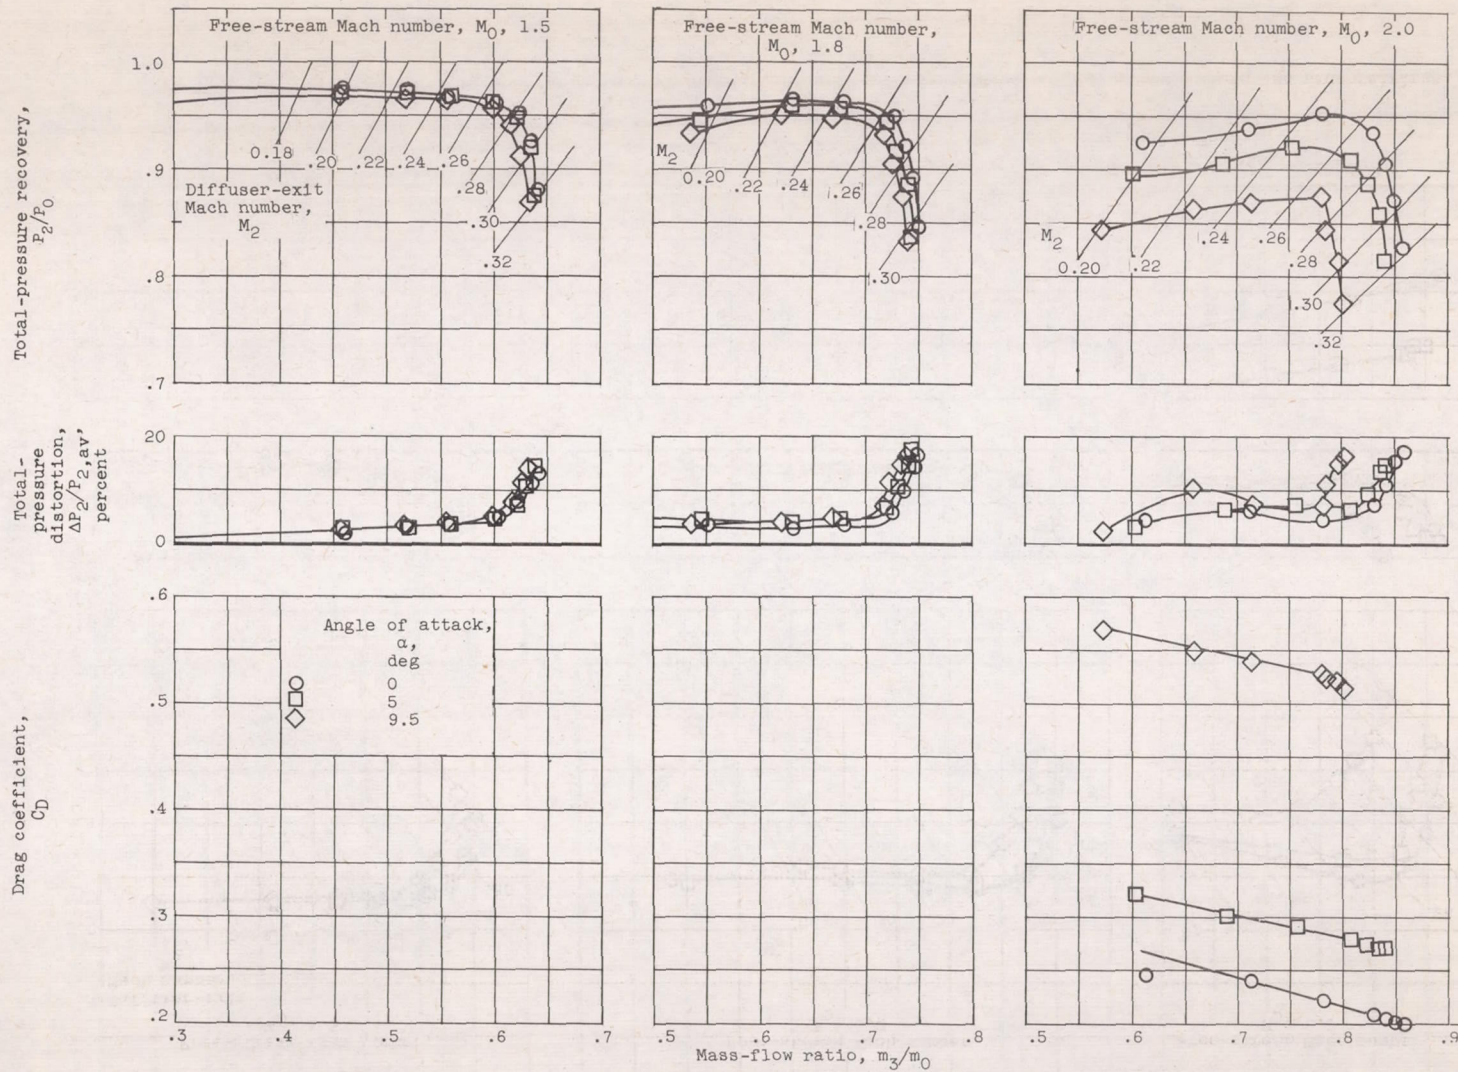 Free-stream Mach number, M0, 1.5
Free-stream Mach number,
M0, 1.8
Free-stream Mach number, M0, 2.0
Total-pressure recovery,
P2/P0
1.0
.9
.8
.7
0.18
.20
.22
.24
.26
.28
.30
.32
Diffuser-exit
Mach number,
M2
M2
0.20
.22
.24
.26
.28
.30
M2
0.20
.22
.24
.26
.28
.30
.32
Total-
pressure
distortion,
ΔP2/P2,av,
percent
20
10
0
Drag coefficient,
CD
.6
.5
.4
.3
.2
Angle of attack,
α,
deg
0
5
9.5
.3
.4
.5
.6
.7
.5
.6
.7
.8
.5
.6
.7
.8
.9
Mass-flow ratio, m3/m0